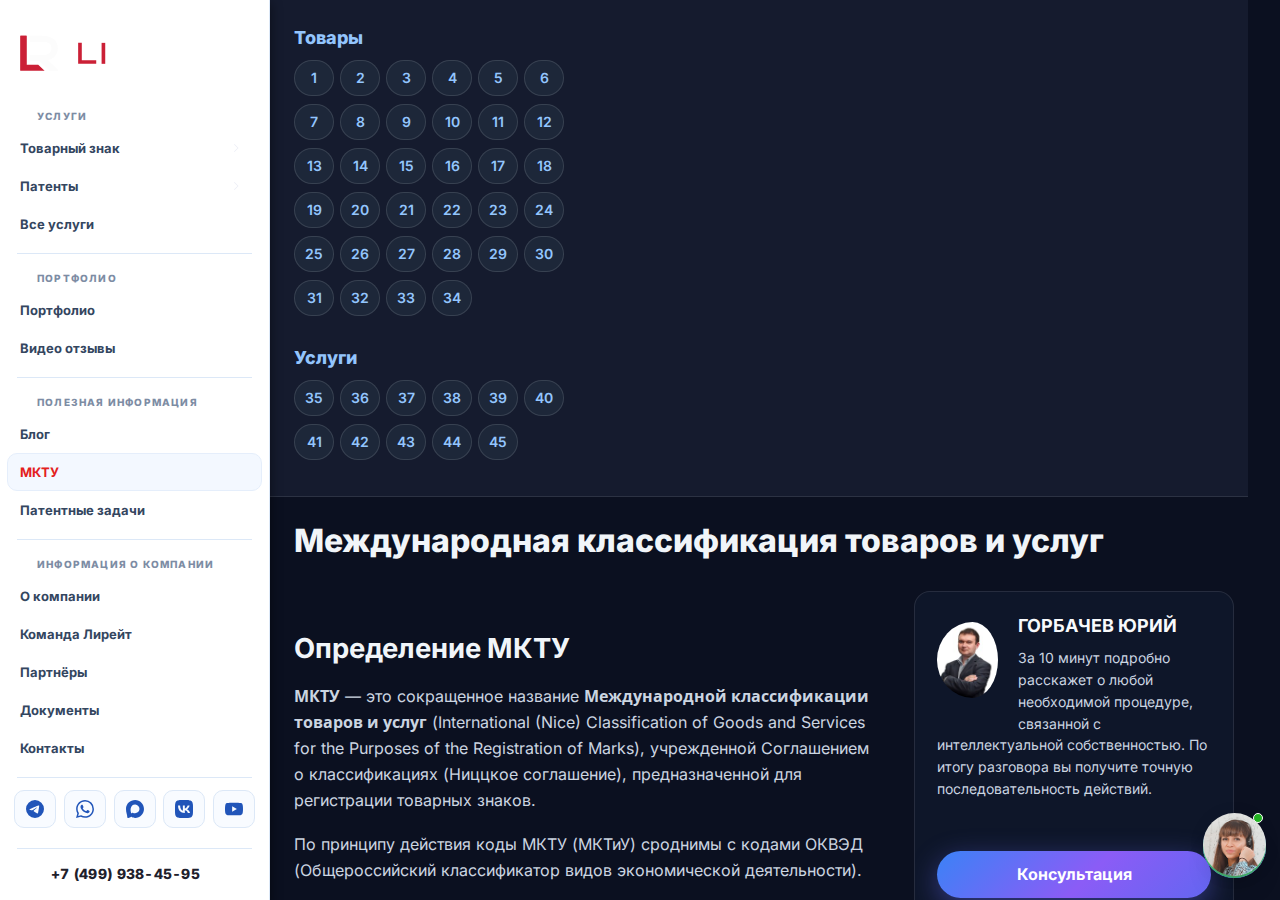 LI
УСЛУГИ
Товарный знак
Патенты
Все услуги
ПОРТФОЛИО
Портфолио
Видео отзывы
ПОЛЕЗНАЯ ИНФОРМАЦИЯ
Блог
МКТУ
Патентные задачи
ИНФОРМАЦИЯ О КОМПАНИИ
О компании
Команда Лирейт
Партнёры
Документы
Контакты
+7 (499) 938-45-95
Товары
1 2 3 4 5 6
7 8 9 10 11 12
13 14 15 16 17 18
19 20 21 22 23 24
25 26 27 28 29 30
31 32 33 34
Услуги
35 36 37 38 39 40
41 42 43 44 45
Международная классификация товаров и услуг
Определение МКТУ
МКТУ — это сокращенное название Международной классификации
товаров и услуг (International (Nice) Classification of Goods and Services
for the Purposes of the Registration of Marks), учрежденной Соглашением
о классификациях (Ниццкое соглашение), предназначенной для
регистрации товарных знаков.
По принципу действия коды МКТУ (МКТиУ) сроднимы с кодами ОКВЭД
(Общероссийский классификатор видов экономической деятельности).
ГОРБАЧЕВ ЮРИЙ
За 10 минут подробно
расскажет о любой
необходимой процедуре,
связанной с
интеллектуальной собственностью. По
итогу разговора вы получите точную
последовательность действий.
Консультация